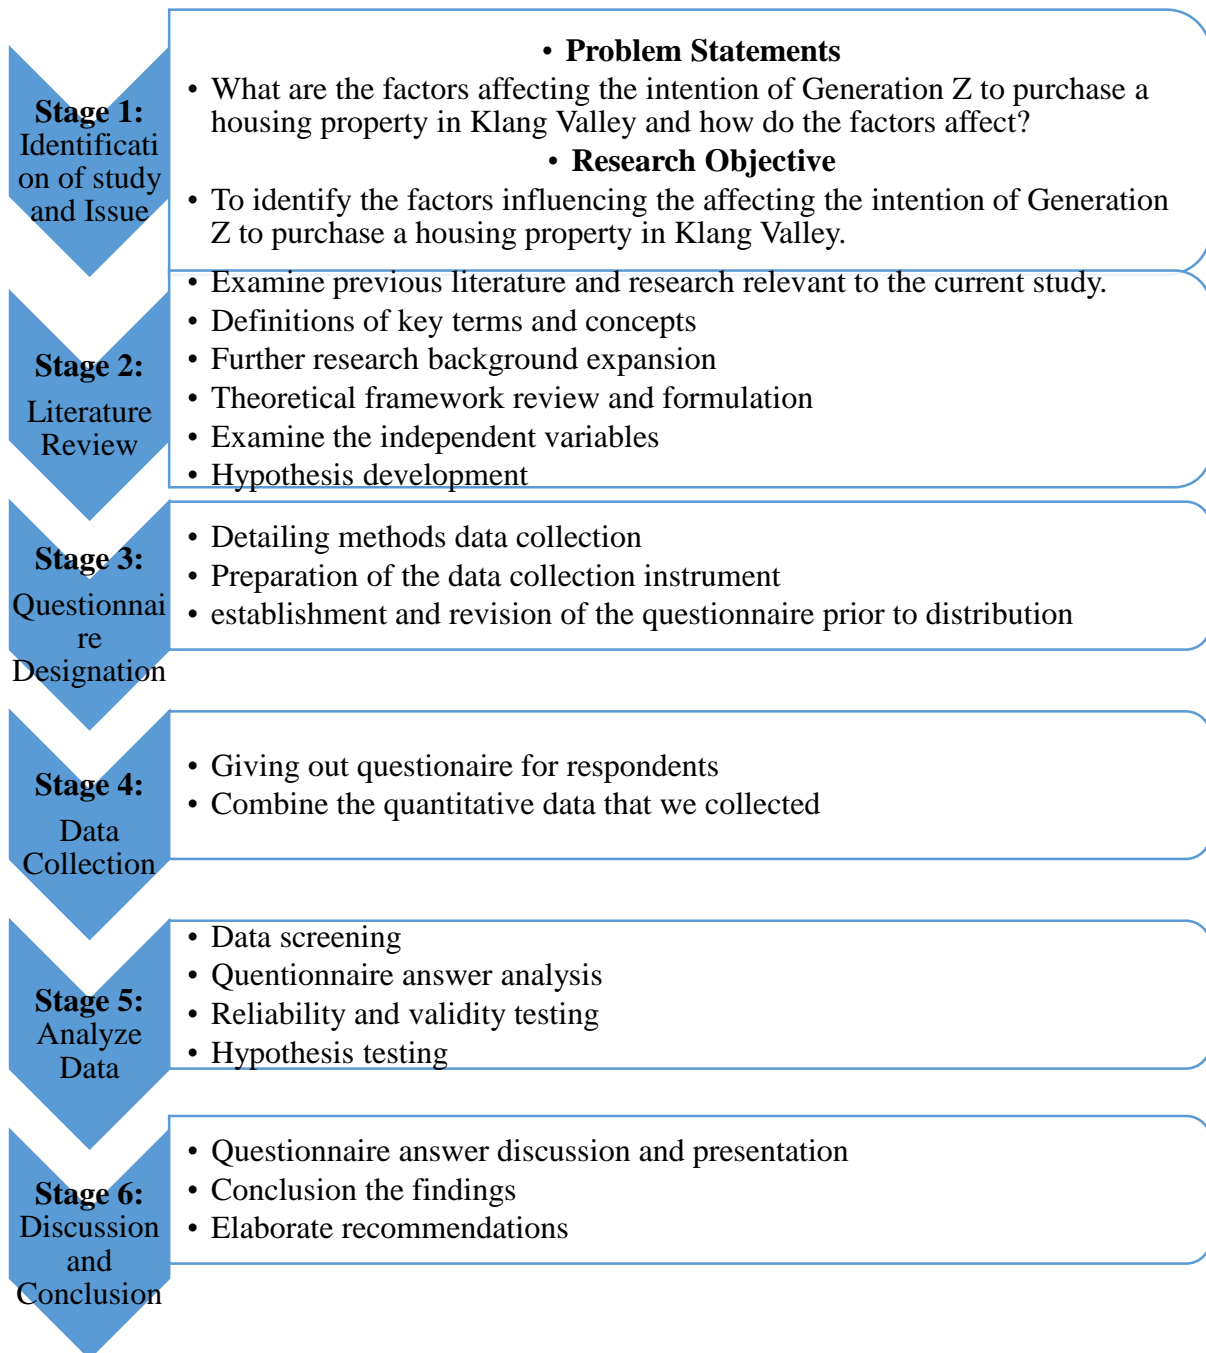 Stage 1:
Identificati
on of study
and Issue
• Problem Statements
• What are the factors affecting the intention of Generation Z to purchase a
housing property in Klang Valley and how do the factors affect?
• Research Objective
• To identify the factors influencing the affecting the intention of Generation
Z to purchase a housing property in Klang Valley.
Stage 2:
Literature
Review
• Examine previous literature and research relevant to the current study.
• Definitions of key terms and concepts
• Further research background expansion
• Theoretical framework review and formulation
• Examine the independent variables
• Hypothesis development
Stage 3:
Questionnai
re
Designation
• Detailing methods data collection
• Preparation of the data collection instrument
• establishment and revision of the questionnaire prior to distribution
Stage 4:
Data
Collection
• Giving out questionaire for respondents
• Combine the quantitative data that we collected
Stage 5:
Analyze
Data
• Data screening
• Quentionnaire answer analysis
• Reliability and validity testing
• Hypothesis testing
Stage 6:
Discussion
and
Conclusion
• Questionnaire answer discussion and presentation
• Conclusion the findings
• Elaborate recommendations